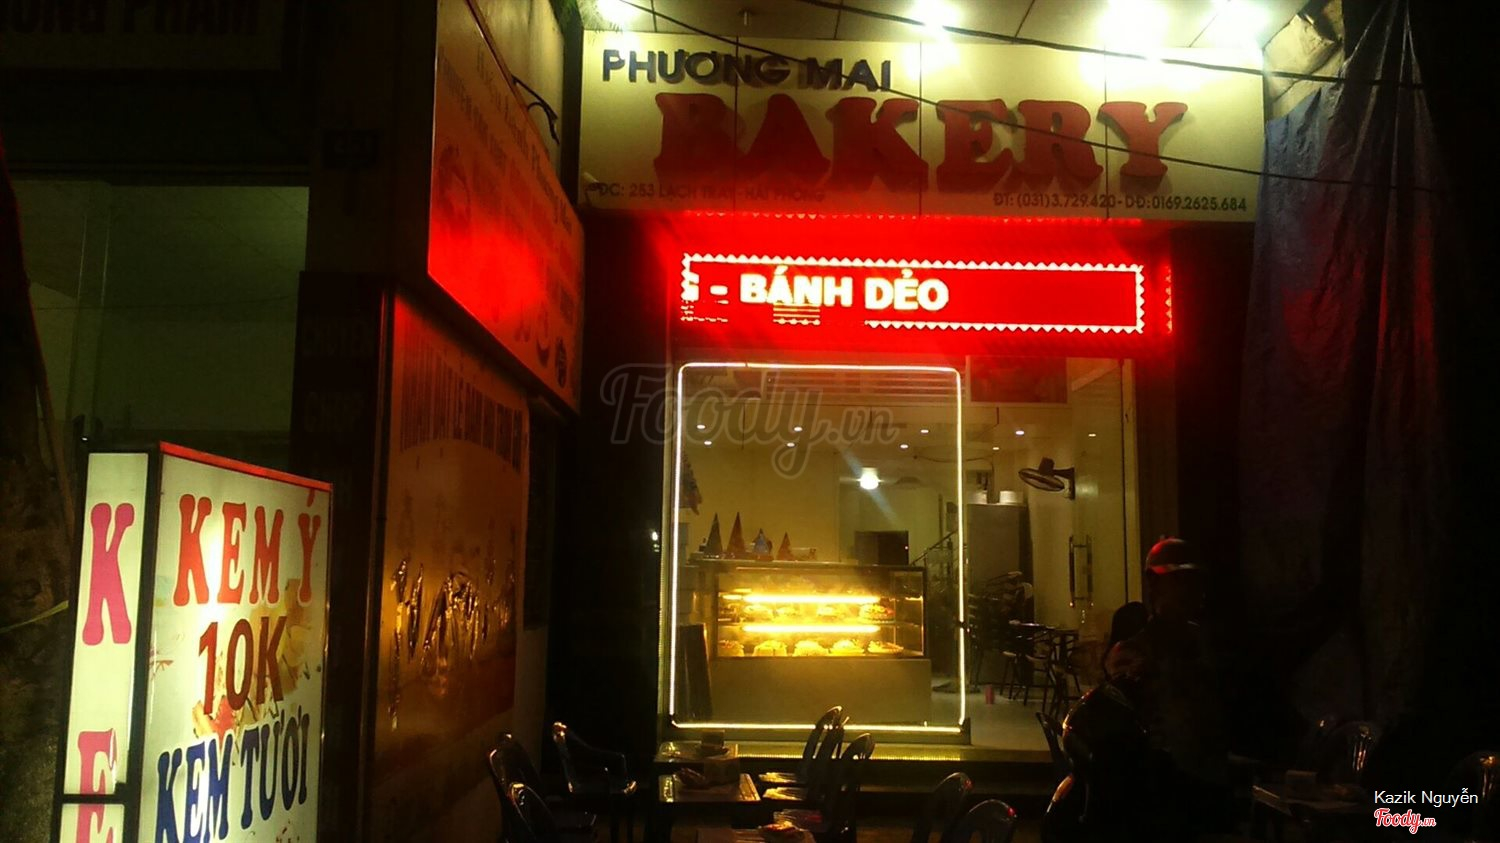 PHƯƠNG MAI
BAKERY
ĐC: 253 LẠCH TRAY - HẢI PHÒNG
ĐT: (031) 3.729.420 - DĐ: 0169.2625.684
- BÁNH DẺO
Foody.vn
KEM Ý
10K
KEM TƯƠI
K
E
Kazik Nguyễn
Foody.vn